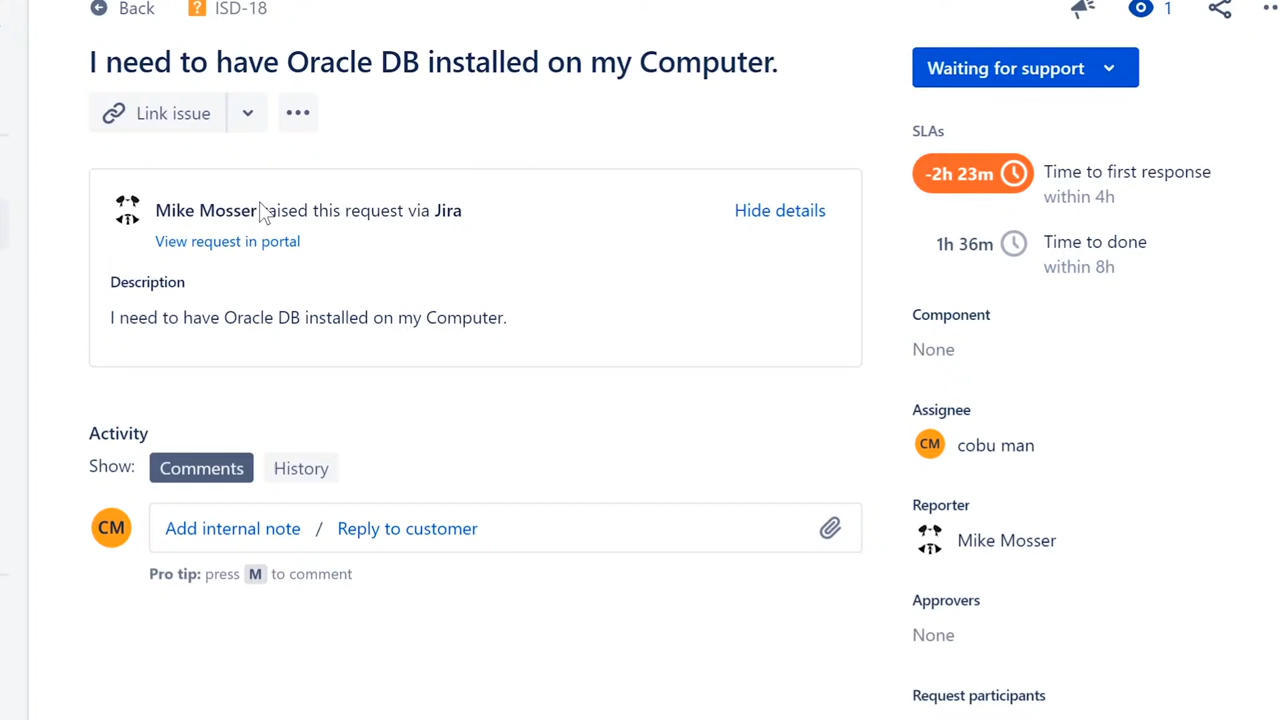 Back
ISD-18
1
I need to have Oracle DB installed on my Computer.
Waiting for support
Link issue
SLAs
-2h 23m
Time to first response
within 4h
Mike Mosser raised this request via Jira
Hide details
View request in portal
1h 36m
Time to done
within 8h
Description
I need to have Oracle DB installed on my Computer.
Component
None
Assignee
CM cobu man
Activity
Show: Comments History
Reporter
Mike Mosser
CM
Add internal note / Reply to customer
Pro tip: press M to comment
Approvers
None
Request participants